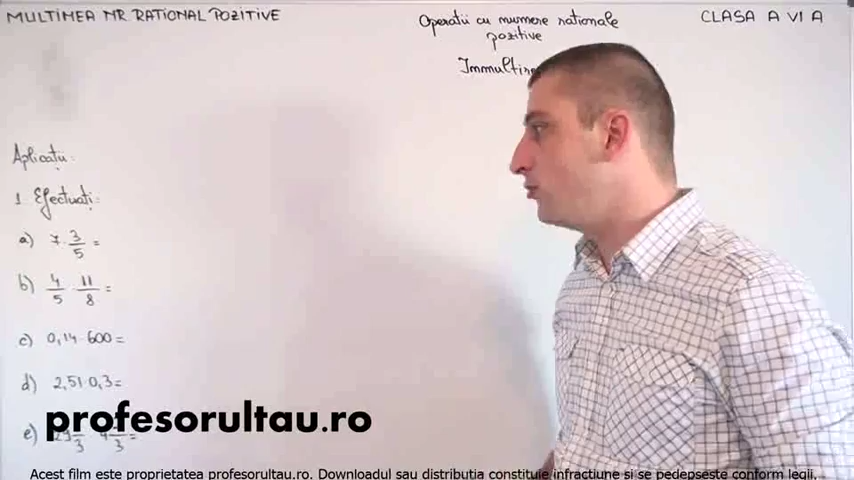 MULTIMEA NR RATIONAL POZITIVE
Operatii cu numere rationale
pozitive
CLASA A VI A
Aplicații:
1 Efectuați:
a) 7·3/5 =
b) 4/5 · 11/8 =
c) 0,14·600=
d) 2,51·0,3=
e)
profesorultau.ro
Acest film este proprietatea profesorultau.ro. Downloadul sau distributia constituie infractiune si se pedepseste conform legii,